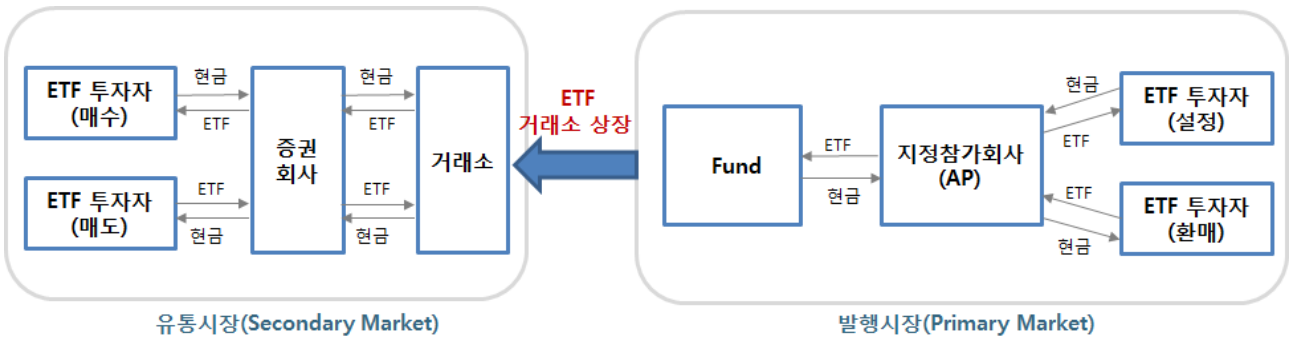 ETF 투자자
(매수)
현금
ETF
ETF 투자자
(매도)
ETF
현금
증권
회사
현금
ETF
ETF
현금
거래소
유통시장(Secondary Market)
ETF
거래소 상장
Fund
ETF
현금
지정참가회사
(AP)
현금
ETF
ETF
현금
ETF 투자자
(설정)
ETF 투자자
(환매)
발행시장(Primary Market)